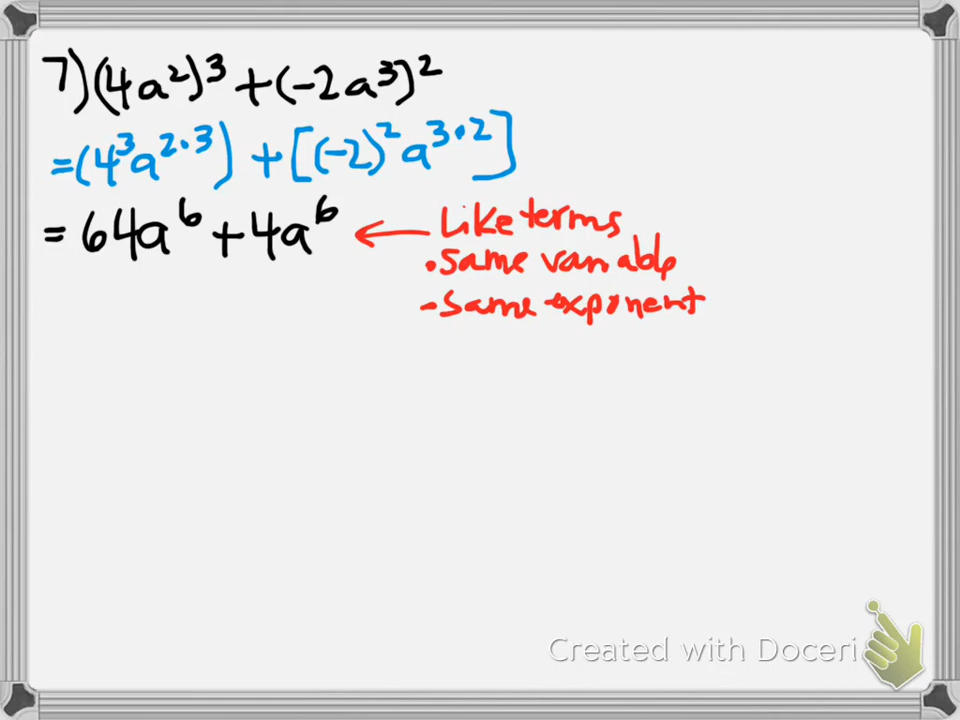 7) (4a²)³ + (-2a³)²
= (4³a²·³) + [(-2)²a³·²]
= 64a⁶ + 4a⁶ ← Like terms
• Same variable
- Same exponent
Created with Doceri